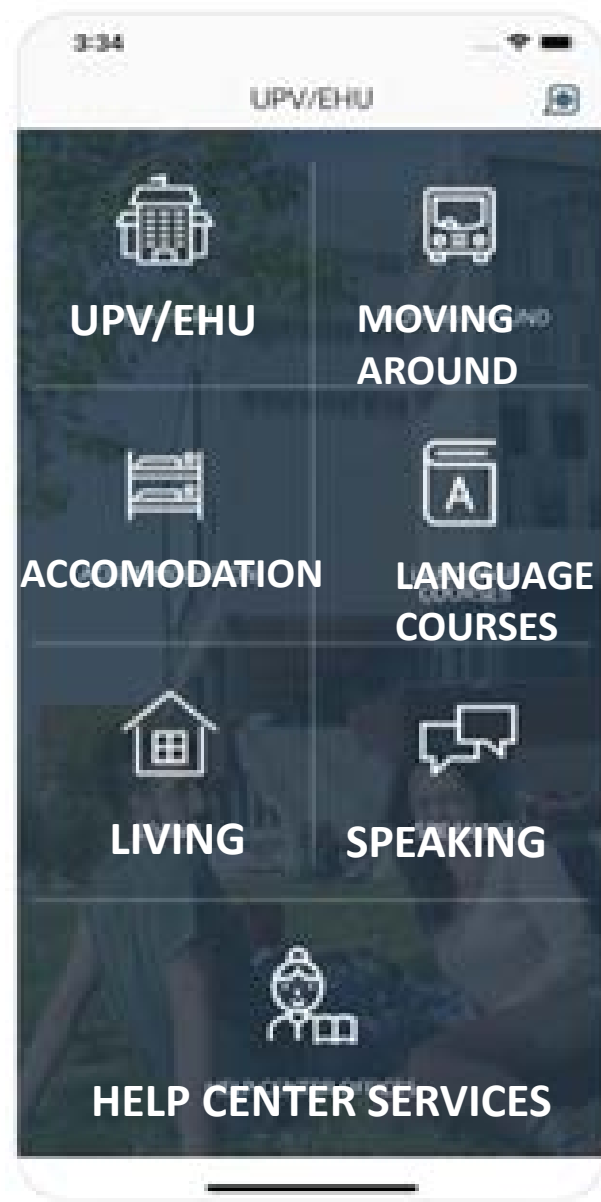 3:34
UPV/EHU
UPV/EHU
MOVING
AROUND
ACCOMODATION
LANGUAGE
COURSES
A
LIVING
SPEAKING
HELP CENTER SERVICES